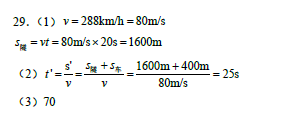 29.（1）v = 288km/h = 80m/s
s隧 = vt = 80m/s×20s = 1600m
（2）t' = s'/v = (s隧 + s车)/v = (1600m + 400m)/(80m/s) = 25s
（3）70